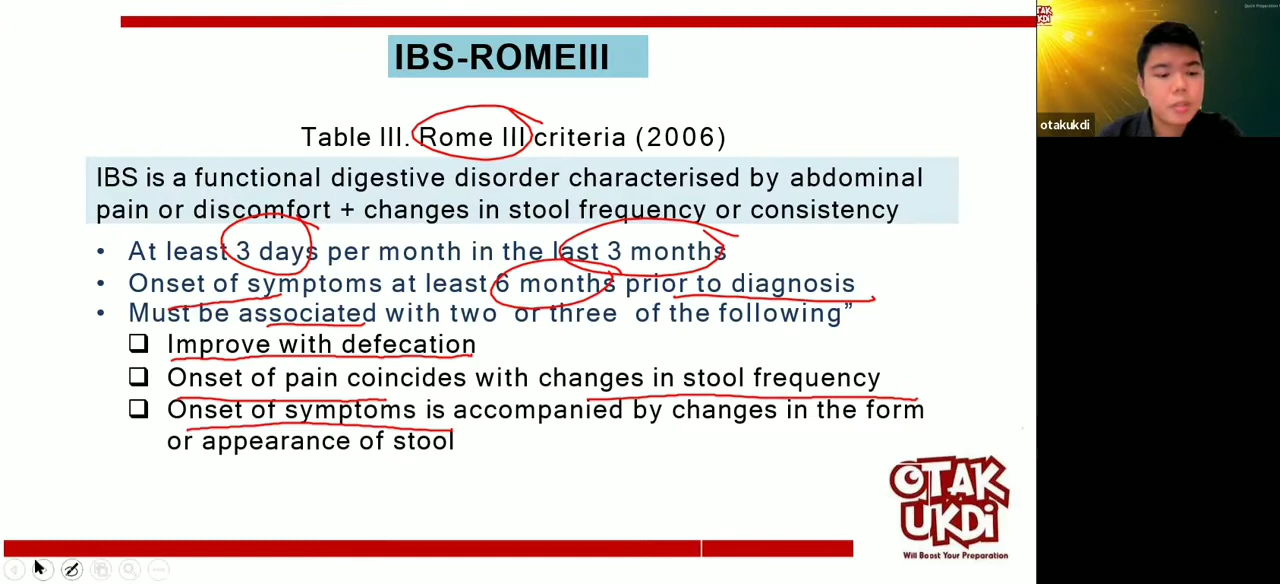 IBS-ROMEIII
Table III. Rome III criteria (2006)
IBS is a functional digestive disorder characterised by abdominal
pain or discomfort + changes in stool frequency or consistency
• At least 3 days per month in the last 3 months
• Onset of symptoms at least 6 months prior to diagnosis
• Must be associated with two or three of the following”
❑ Improve with defecation
❑ Onset of pain coincides with changes in stool frequency
❑ Onset of symptoms is accompanied by changes in the form
or appearance of stool
OTAK
UKDI
Will Boost Your Preparation
TAK
UKDI
otakukdi